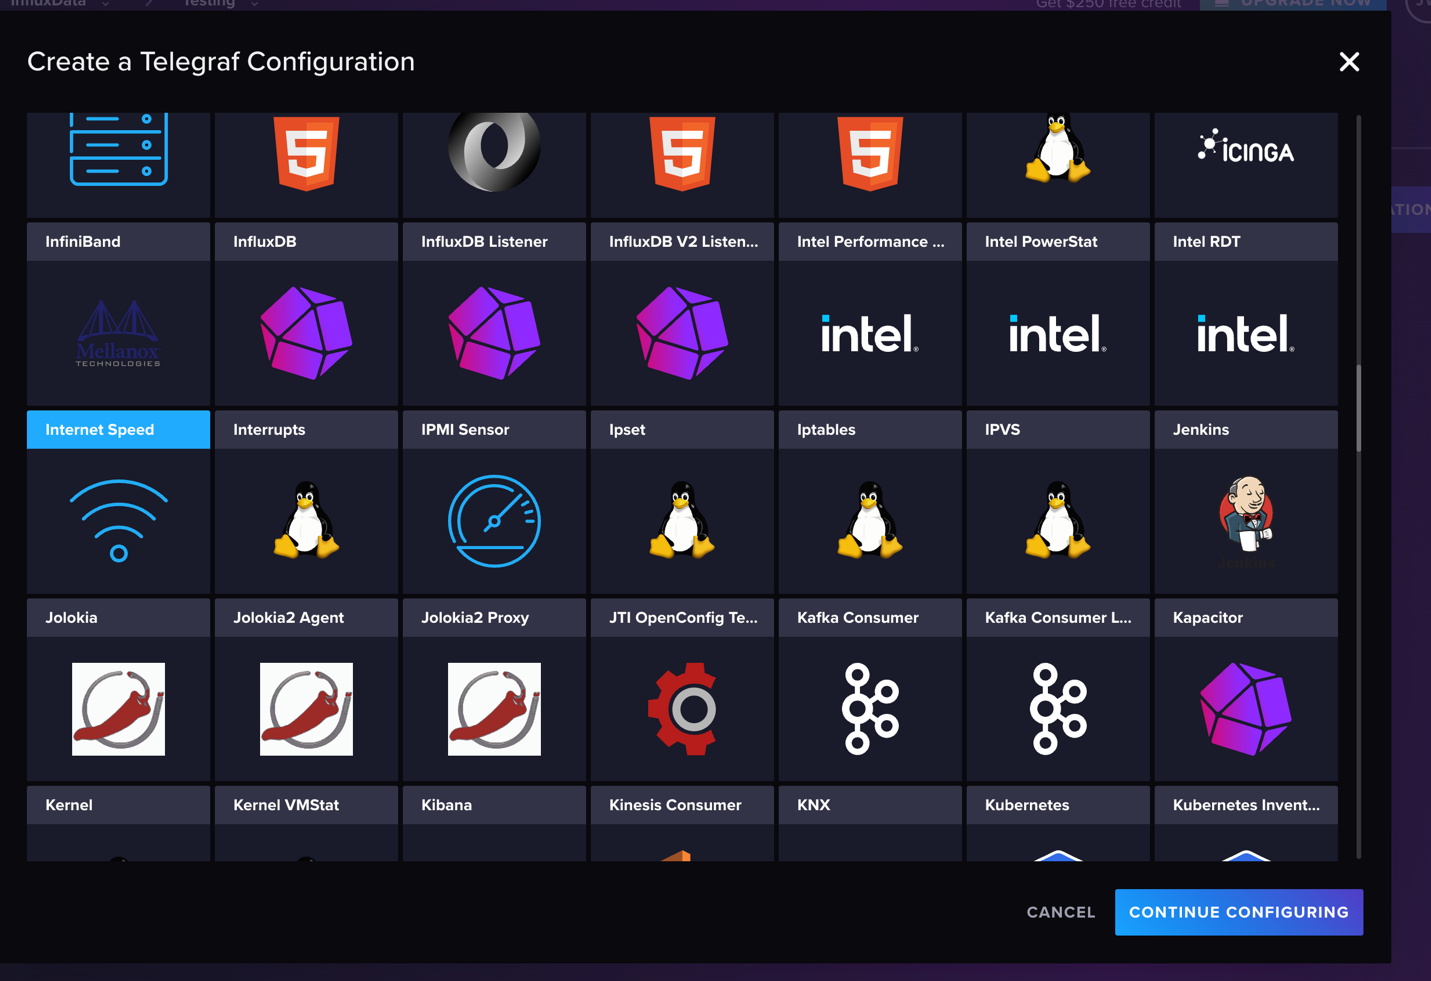 InfluxData
Testing
Get $250 free credit
UPGRADE NOW
Create a Telegraf Configuration
ICINGA
InfiniBand
InfluxDB
InfluxDB Listener
InfluxDB V2 Listen...
Intel Performance ...
Intel PowerStat
Intel RDT
Mellanox
TECHNOLOGIES
intel.
intel.
intel.
Internet Speed
Interrupts
IPMI Sensor
Ipset
Iptables
IPVS
Jenkins
Jenkins
Jolokia
Jolokia2 Agent
Jolokia2 Proxy
JTI OpenConfig Te...
Kafka Consumer
Kafka Consumer L...
Kapacitor
Kernel
Kernel VMStat
Kibana
Kinesis Consumer
KNX
Kubernetes
Kubernetes Invent...
CANCEL
CONTINUE CONFIGURING